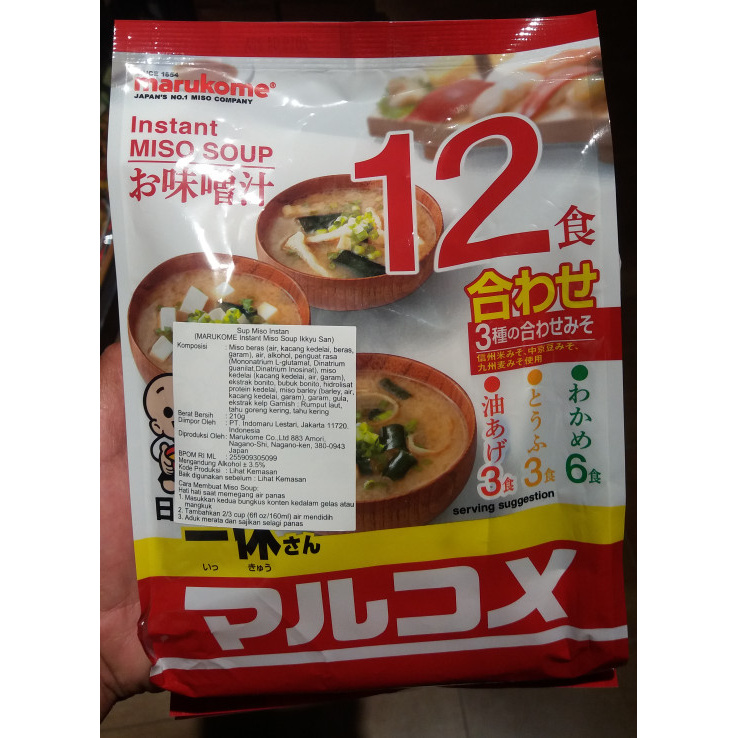 SINCE 1854
marukome®
JAPAN'S NO.1 MISO COMPANY
Instant
MISO SOUP
お味噌汁
12食
合わせ
3種の合わせみそ
信州米みそ、中京豆みそ、
九州麦みそ使用
わかめ
6食
とうふ
3食
油あげ
3食
serving suggestion
Sup Miso Instan
(MARUKOME Instant Miso Soup Ikkyu San)
Komposisi : Miso beras (air, kacang kedelai, beras,
garam), air, alkohol, penguat rasa
(Mononatrium L-glutamal, Dinatrium
guanilat,Dinatrium Inosinat), miso
kedelai (kacang kedelai, air, garam),
ekstrak bonito, bubuk bonito, hidrolisat
protein kedelai, miso barley (barley, air,
kacang kedelai, garam), garam, gula,
ekstrak kelp Garnish : Rumput laut,
tahu goreng kering, tahu kering
Berat Bersih : 210g
Diimpor Oleh : PT. Indomaru Lestari, Jakarta 11720.
Indonesia
Diproduksi Oleh : Marukome Co.,Ltd 883 Amori,
Nagano-Shi, Nagano-ken, 380-0943
Japan
BPOM RI ML : 255909305099
Mengandung Alkohol ± 3.5%
Kode Produksi : Lihat Kemasan
Baik digunakan sebelum : Lihat Kemasan
Cara Membuat Miso Soup:
Hati hati saat memegang air panas
1. Masukkan kedua bungkus konten kedalam gelas atau
mangkuk
2. Tambahkan 2/3 cup (6fl oz/160ml) air mendidih
3. Aduk merata dan sajikan selagi panas
一休さん
いっ きゅう
マルコメ